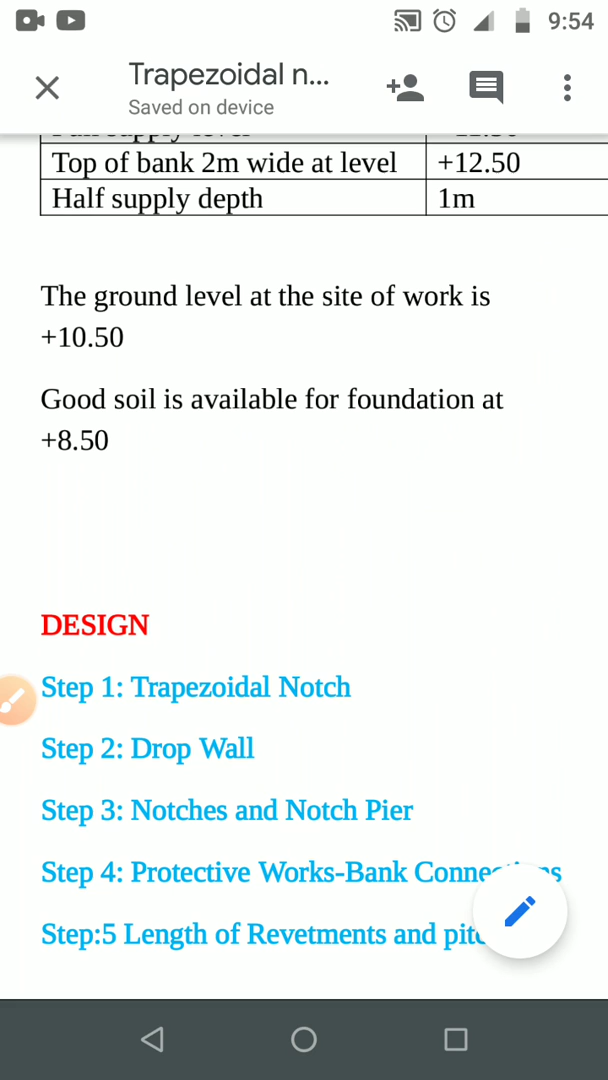 9:54
Trapezoidal n...
Saved on device
Top of bank 2m wide at level +12.50
Half supply depth 1m
The ground level at the site of work is
+10.50
Good soil is available for foundation at
+8.50
DESIGN
Step 1: Trapezoidal Notch
Step 2: Drop Wall
Step 3: Notches and Notch Pier
Step 4: Protective Works-Bank
Step:5 Length of Revetments and